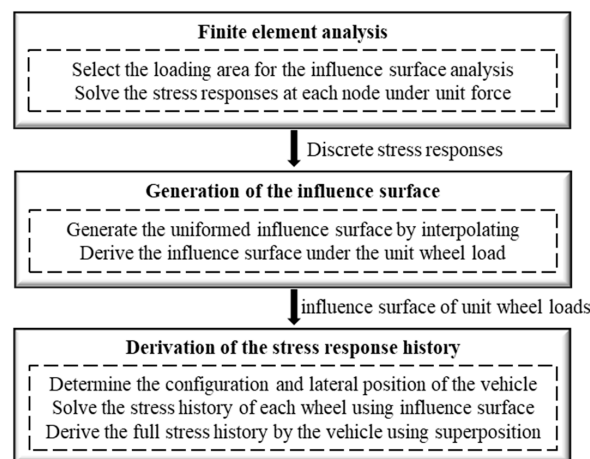 Finite element analysis
Select the loading area for the influence surface analysis
Solve the stress responses at each node under unit force
Discrete stress responses
Generation of the influence surface
Generate the uniformed influence surface by interpolating
Derive the influence surface under the unit wheel load
influence surface of unit wheel loads
Derivation of the stress response history
Determine the configuration and lateral position of the vehicle
Solve the stress history of each wheel using influence surface
Derive the full stress history by the vehicle using superposition